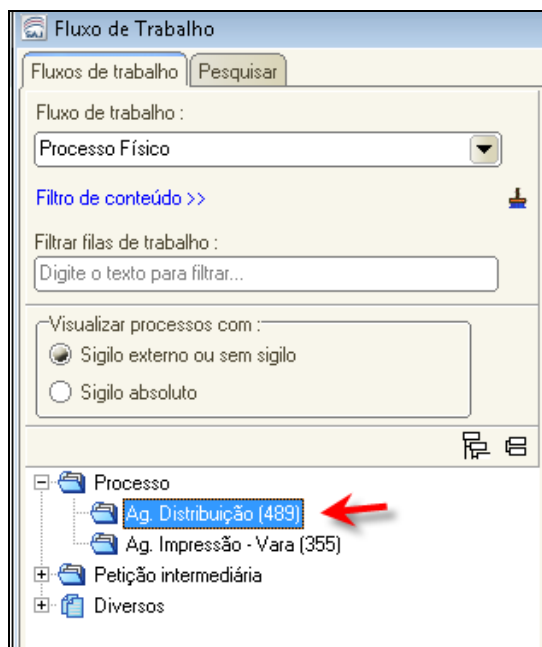 SAJ Fluxo de Trabalho
Fluxos de trabalho Pesquisar
Fluxo de trabalho :
Processo Físico
Filtro de conteúdo >>
Filtrar filas de trabalho :
Digite o texto para filtrar...
Visualizar processos com :
Sigilo externo ou sem sigilo
Sigilo absoluto
Processo
Ag. Distribuição (489)
Ag. Impressão - Vara (355)
Petição intermediária
Diversos